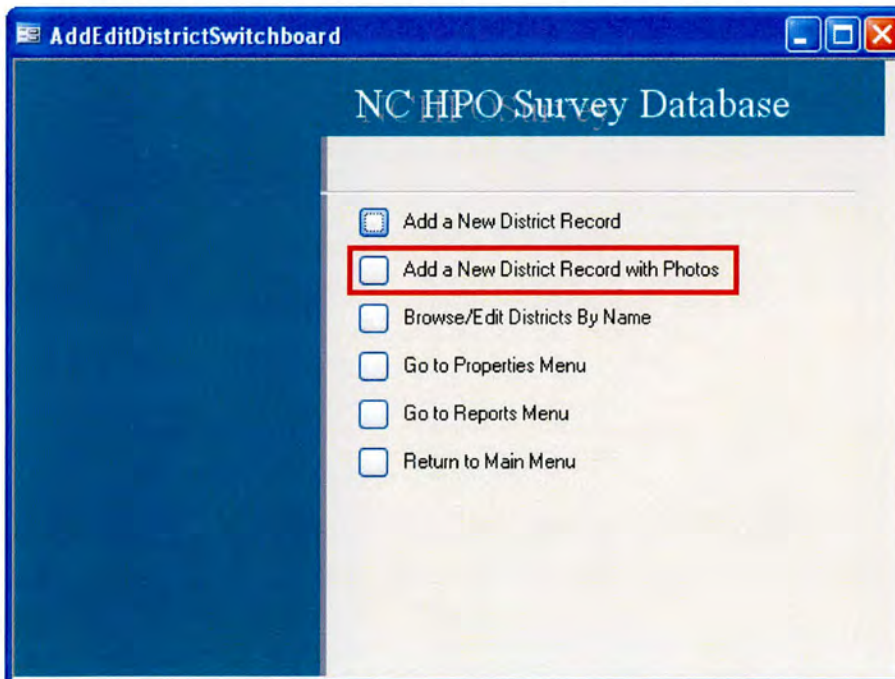 AddEditDistrictSwitchboard
NC HPO Survey Database
Add a New District Record
Add a New District Record with Photos
Browse/Edit Districts By Name
Go to Properties Menu
Go to Reports Menu
Return to Main Menu